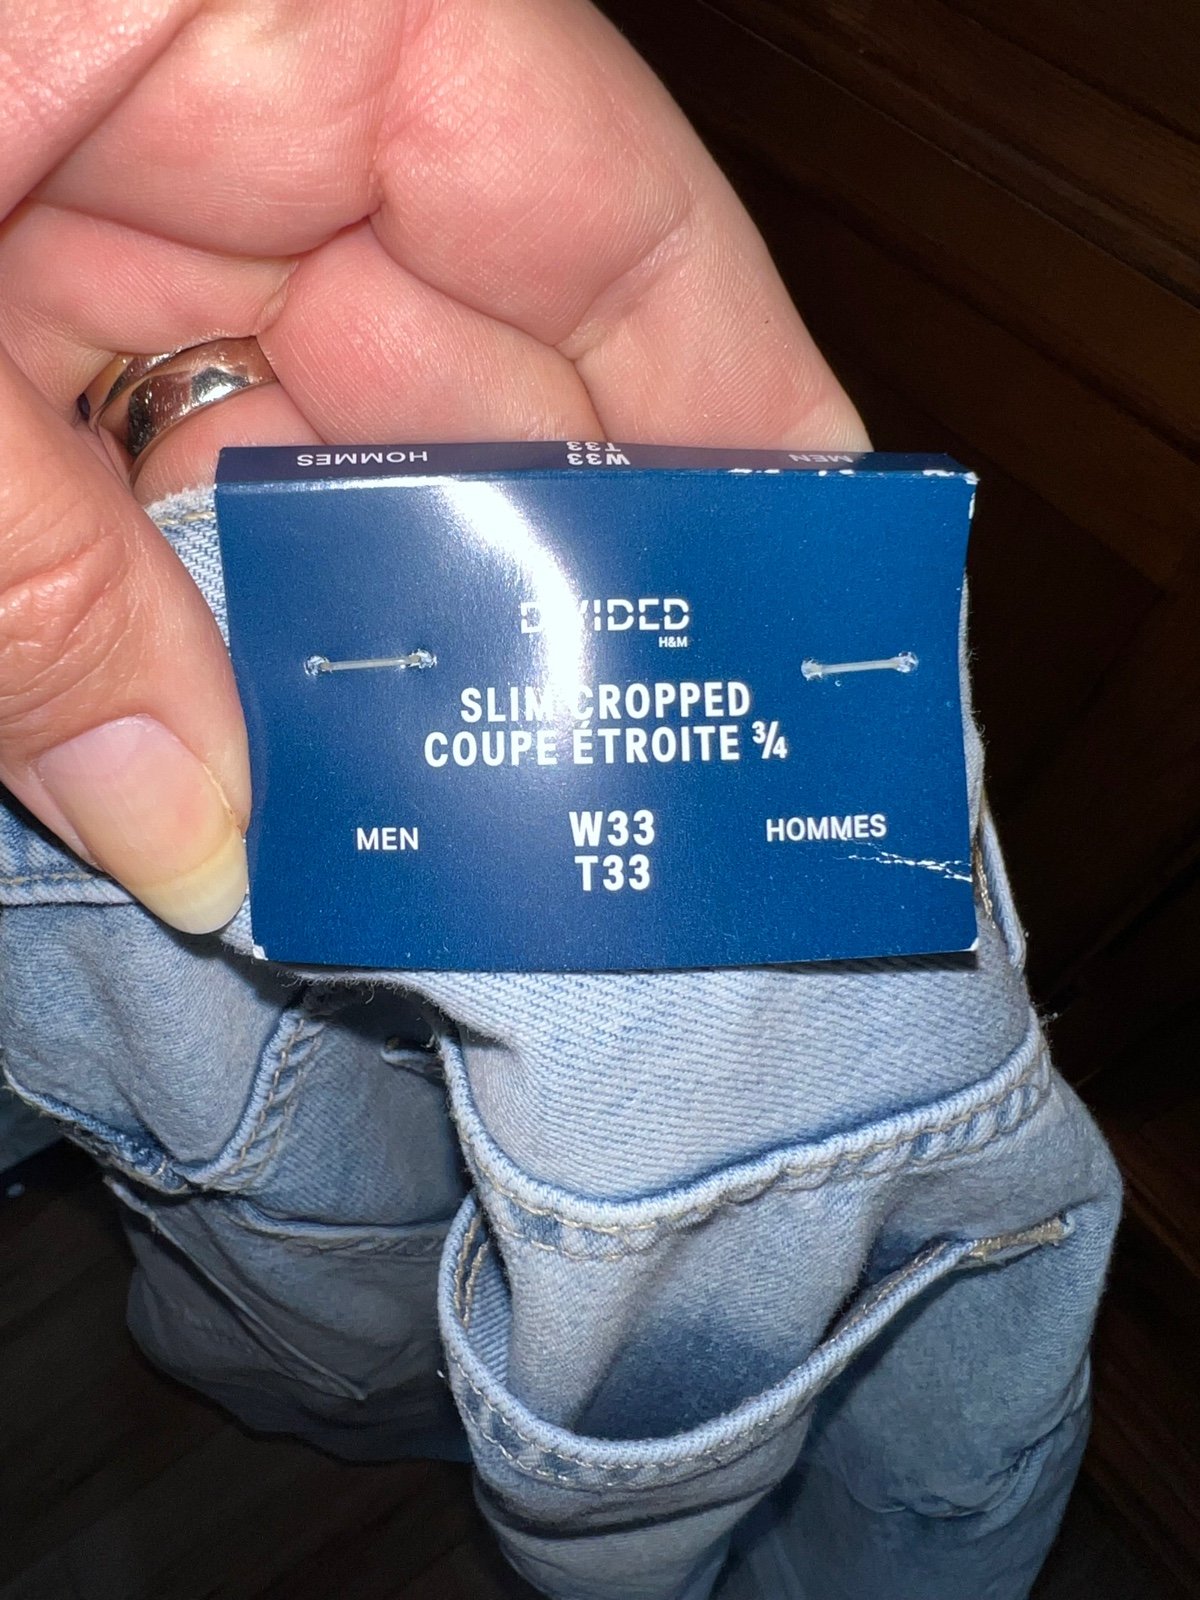 HOMMES
W33
T33
MEN
DIVIDED
H&M
SLIM CROPPED
COUPE ÉTROITE ¾
MEN
W33
T33
HOMMES